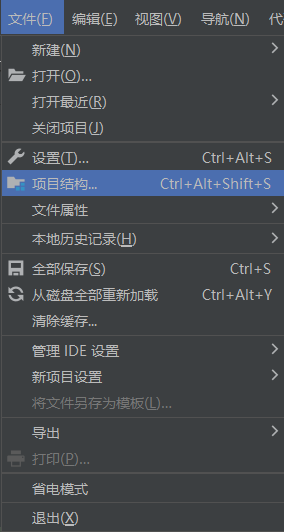 文件(F) 编辑(E) 视图(V) 导航(N) 代
新建(N)
打开(O)...
打开最近(R)
关闭项目(J)
设置(T)... Ctrl+Alt+S
项目结构... Ctrl+Alt+Shift+S
文件属性
本地历史记录(H)
全部保存(S) Ctrl+S
从磁盘全部重新加载 Ctrl+Alt+Y
清除缓存...
管理 IDE 设置
新项目设置
将文件另存为模板(L)...
导出
打印(P)...
省电模式
退出(X)